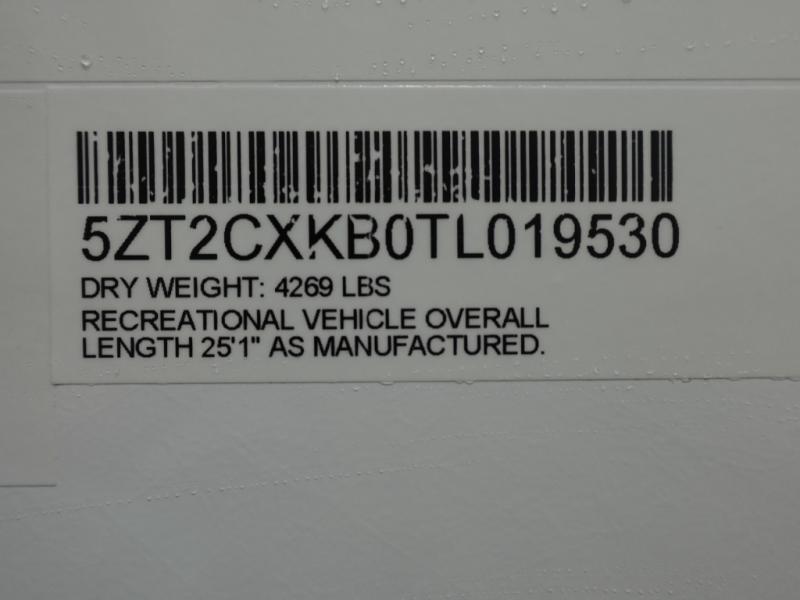 5ZT2CXKB0TL019530
DRY WEIGHT: 4269 LBS
RECREATIONAL VEHICLE OVERALL
LENGTH 25'1" AS MANUFACTURED.